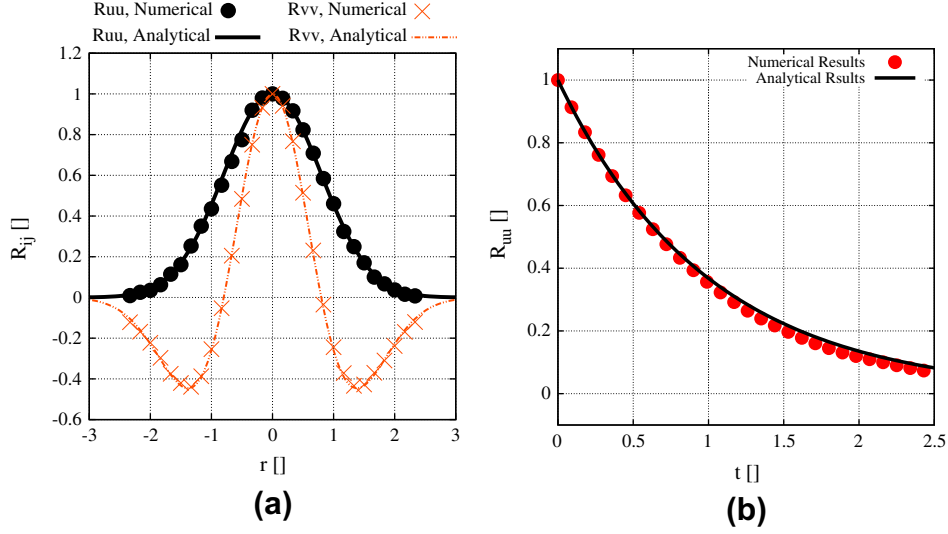 Ruu, Numerical Rvv, Numerical
Ruu, Analytical Rvv, Analytical
1.2
1
0.8
0.6
0.4
0.2
0
-0.2
-0.4
-0.6
R_ij []
-3 -2 -1 0 1 2 3
r []
(a)
Numerical Results
Analytical Rsults
1
0.8
0.6
0.4
0.2
0
R_uu []
0 0.5 1 1.5 2 2.5
t []
(b)